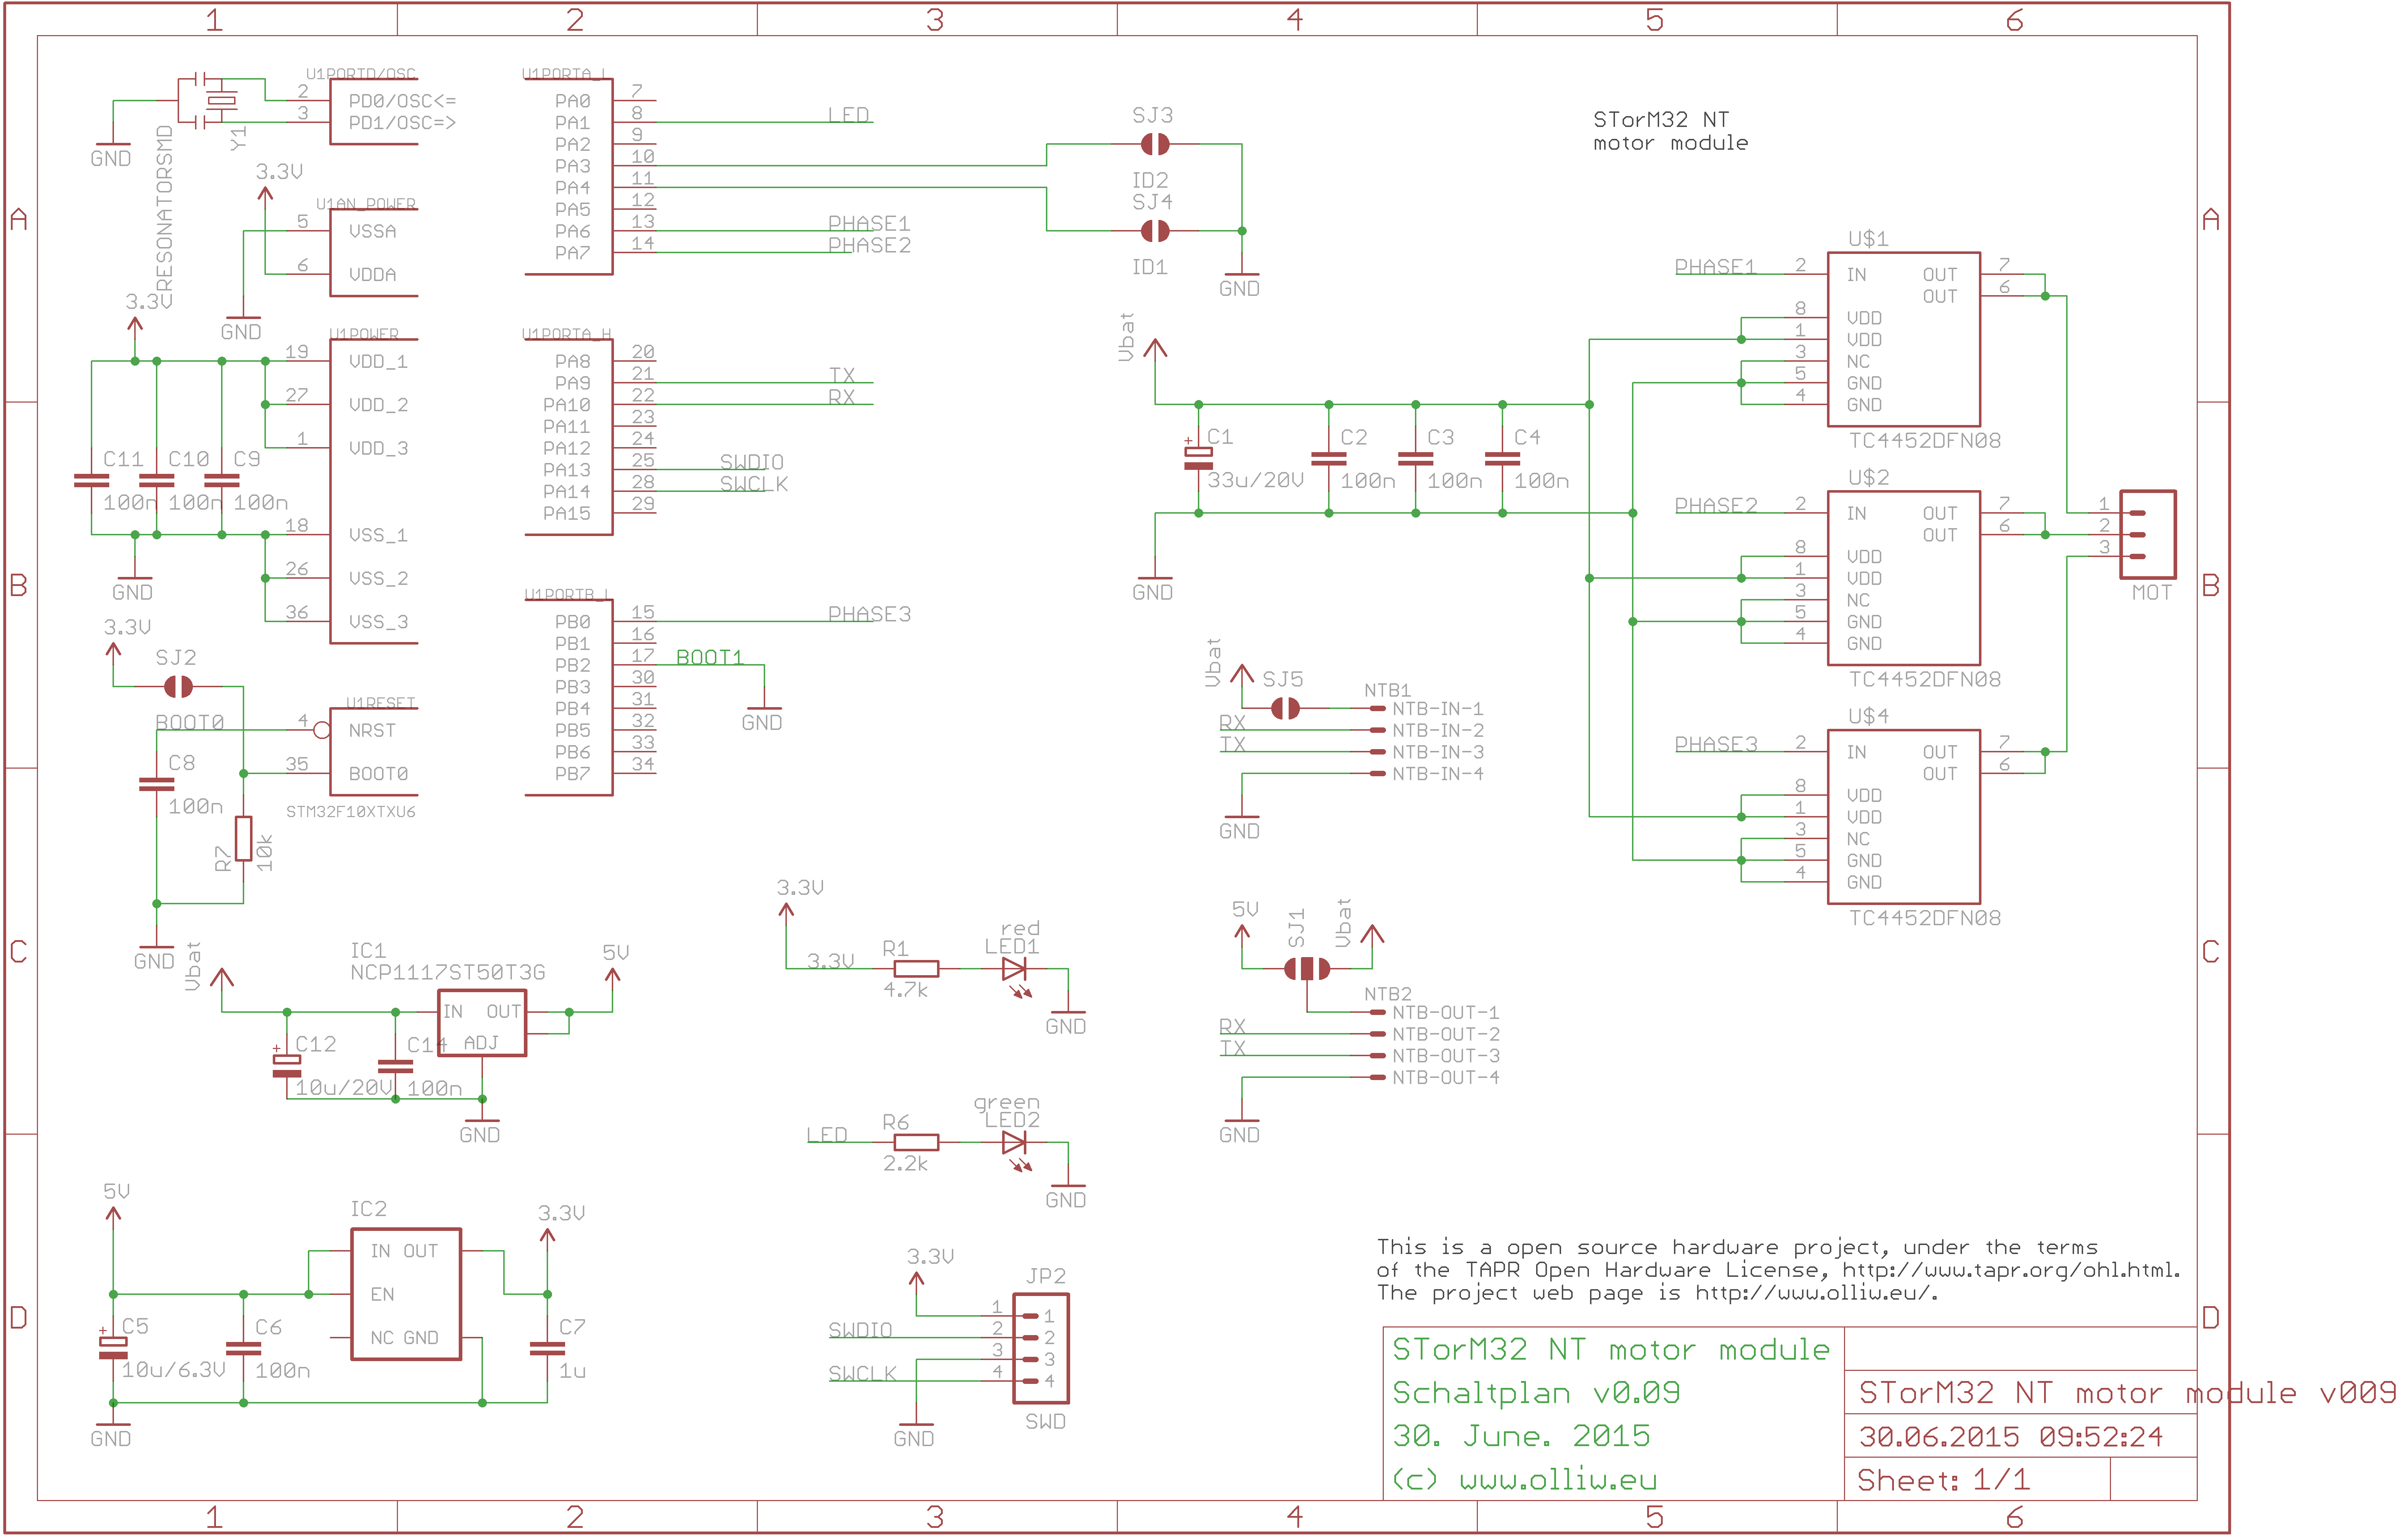 1 2 3 4 5 6
A A
B B
C C
D D
1 2 3 4 5 6
U1PORTD/OSC
2 PD0/OSC<=
3 PD1/OSC=>
Y1
RESONATORSMD
GND
3.3V
U1AN_POWER
5 VSSA
6 VDDA
GND
3.3V
U1POWER
19 VDD_1
27 VDD_2
1 VDD_3
C11 C10 C9
100n 100n 100n
18 VSS_1
26 VSS_2
36 VSS_3
GND
3.3V
SJ2
U1RESET
BOOT0 4 NRST
35 BOOT0
C8
100n
STM32F10XTXU6
R7
10k
GND
U1PORTA_L
PA0 7
PA1 8 LED
PA2 9
PA3 10
PA4 11
PA5 12
PA6 13 PHASE1
PA7 14 PHASE2
U1PORTA_H
PA8 20
PA9 21 TX
PA10 22 RX
PA11 23
PA12 24
PA13 25 SWDIO
PA14 28 SWCLK
PA15 29
U1PORTB_L
PB0 15 PHASE3
PB1 16
PB2 17 BOOT1
PB3 30
PB4 31
PB5 32
PB6 33
PB7 34
GND
SJ3
ID2
SJ4
ID1
GND
STorM32 NT
motor module
Vbat
C1 C2 C3 C4
33u/20V 100n 100n 100n
GND
U$1
PHASE1 2 IN OUT 7
OUT 6
8 VDD
1 VDD
3 NC
5 GND
4 GND
TC4452DFN08
U$2
PHASE2 2 IN OUT 7
OUT 6
8 VDD
1 VDD
3 NC
5 GND
4 GND
TC4452DFN08
U$4
PHASE3 2 IN OUT 7
OUT 6
8 VDD
1 VDD
3 NC
5 GND
4 GND
TC4452DFN08
1
2
3
MOT
Vbat
SJ5
NTB1
NTB-IN-1
RX NTB-IN-2
TX NTB-IN-3
NTB-IN-4
GND
5V SJ1 Vbat
NTB2
NTB-OUT-1
RX NTB-OUT-2
TX NTB-OUT-3
NTB-OUT-4
GND
Vbat
IC1
NCP1117ST50T3G
5V
IN OUT
ADJ
C12 C14
10u/20V 100n
GND
3.3V
3.3V R1
4.7k
red
LED1
GND
LED R6
2.2k
green
LED2
GND
5V
IC2
3.3V
IN OUT
EN
NC GND
C5 C6 C7
10u/6.3V 100n 1u
GND
3.3V
JP2
1 1
SWDIO 2 2
3 3
SWCLK 4 4
GND
SWD
This is a open source hardware project, under the terms
of the TAPR Open Hardware License, http://www.tapr.org/ohl.html.
The project web page is http://www.olliw.eu/.
STorM32 NT motor module
Schaltplan v0.09
30. June. 2015
(c) www.olliw.eu
STorM32 NT motor module v009
30.06.2015 09:52:24
Sheet: 1/1